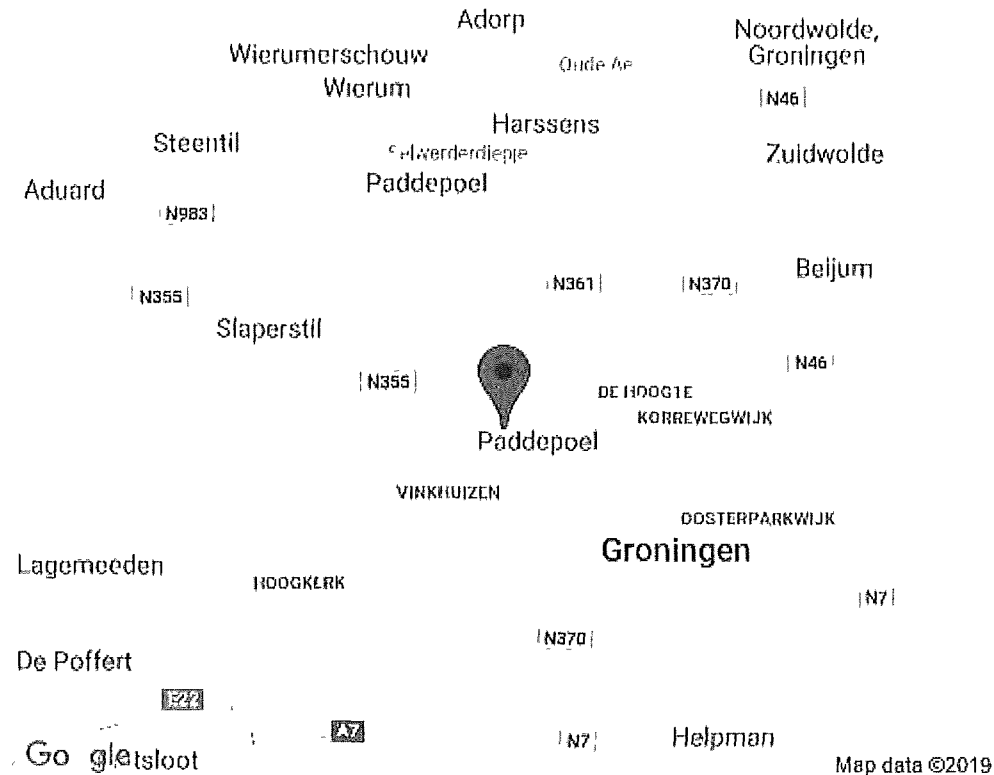 Adorp
Noordwolde,
Groningen
Wierumerschouw
Oude Ae
Wierum
N46
Harssens
Steentil
Selwerderdiepje
Zuidwolde
Paddepoel
Aduard
N983
Beijum
N361
N370
N355
Slaperstil
N46
N355
DE HOOGTE
KORREWEGWIJK
Paddepoel
VINKHUIZEN
OOSTERPARKWIJK
Groningen
Lagemeeden
HOOGKERK
N7
N370
De Poffert
E22
A7
N7
Helpman
Google
tsloot
Map data ©2019